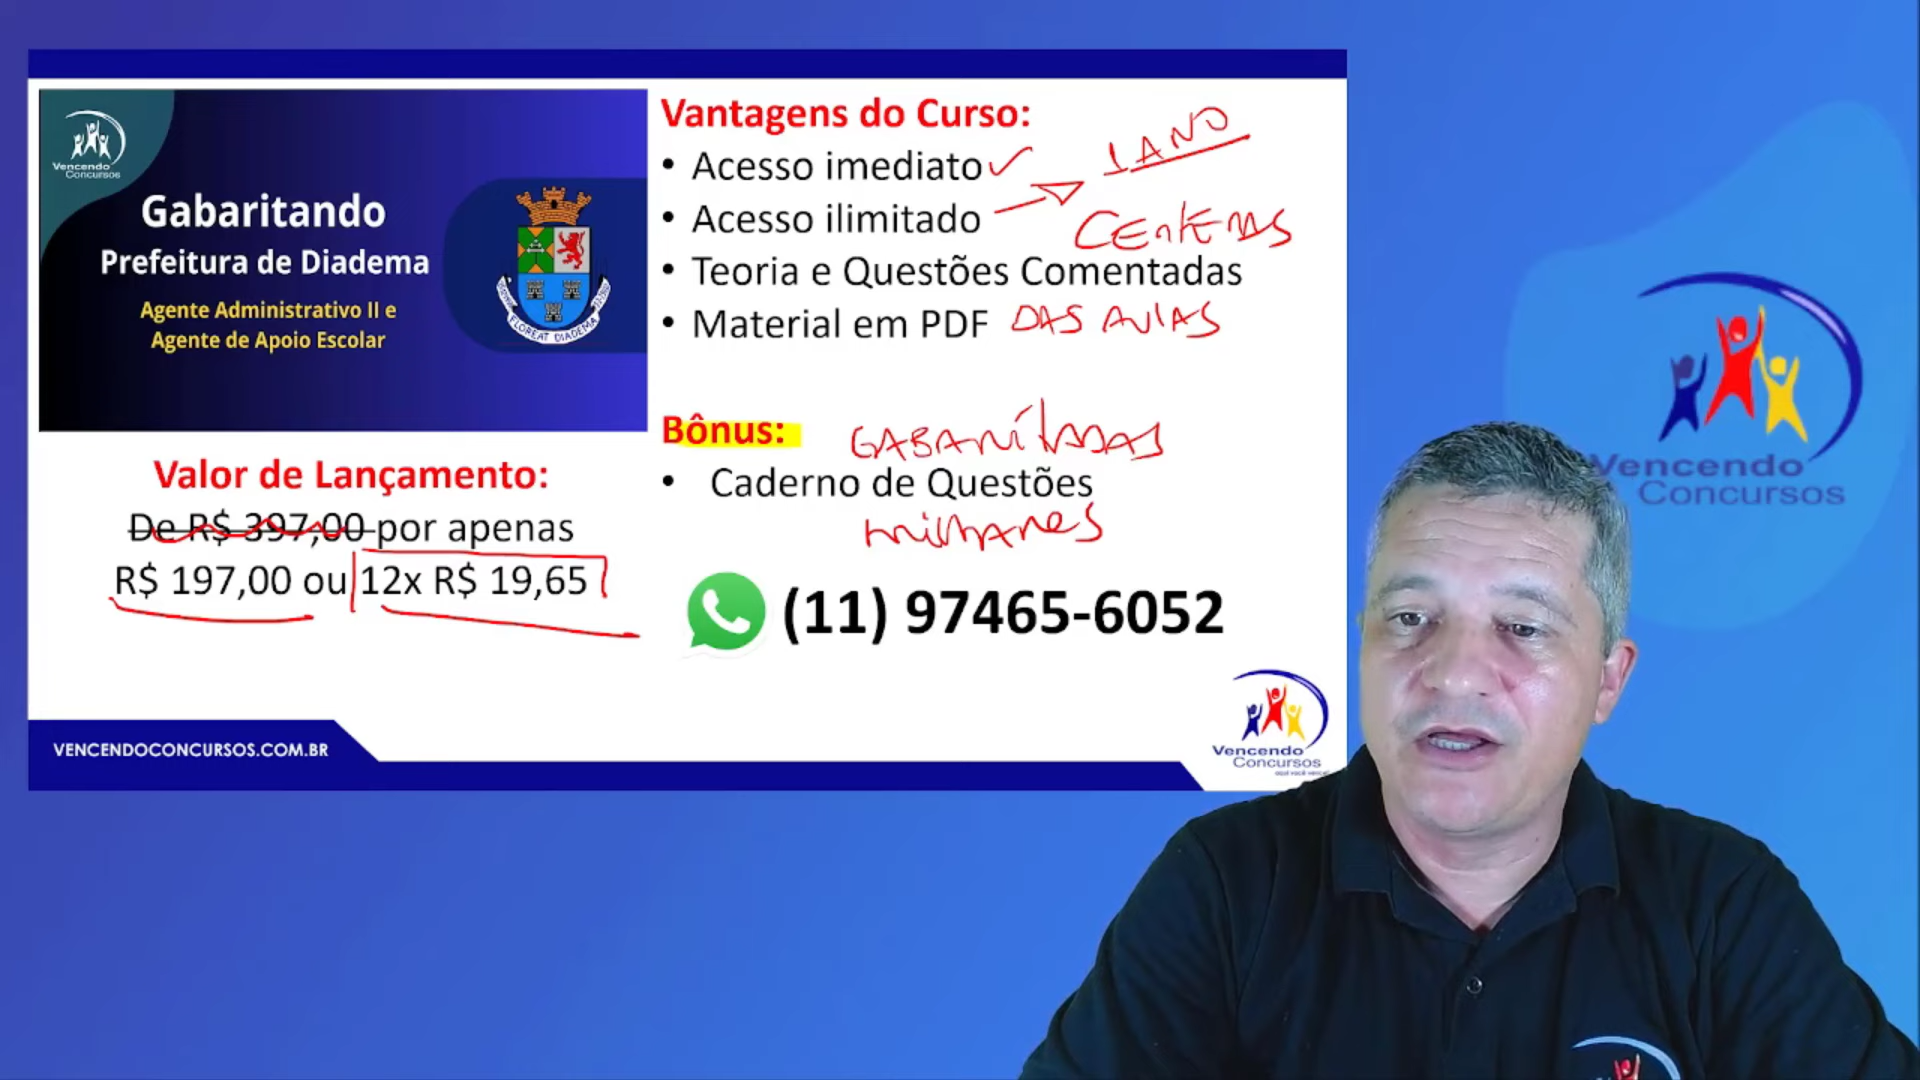 Vencendo
Concursos
Gabaritando
Prefeitura de Diadema
Agente Administrativo II e
Agente de Apoio Escolar
FLOREAT DIADEMA
Valor de Lançamento:
De R$ 397,00 por apenas
R$ 197,00 ou 12x R$ 19,65
Vantagens do Curso:
1 ANO
• Acesso imediato
• Acesso ilimitado
CENTENAS
• Teoria e Questões Comentadas
• Material em PDF DAS AULAS
Bônus:
GABARITADAS
• Caderno de Questões
MILHARES
(11) 97465-6052
VENCENDOCONCURSOS.COM.BR
Vencendo
Concursos
aqui você vence!
Vencendo
Concursos